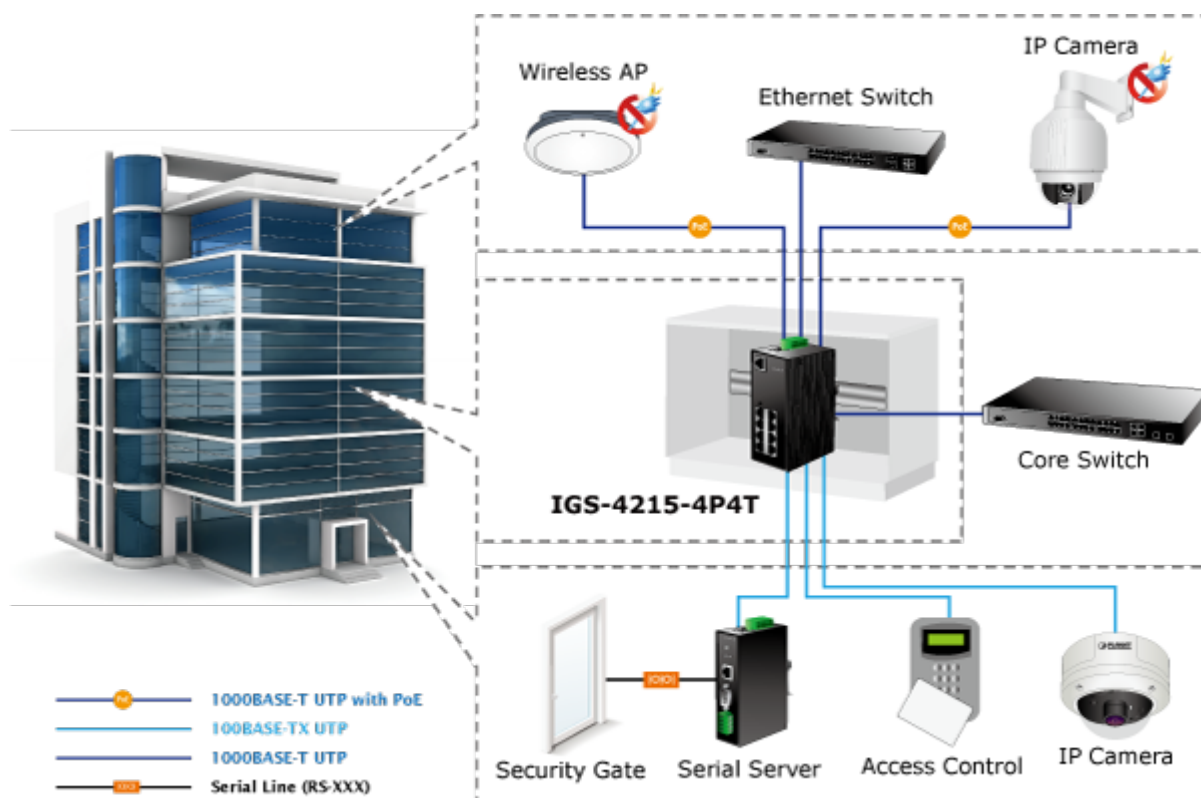 Wireless AP
Ethernet Switch
IP Camera
PoE
PoE
IGS-4215-4P4T
Core Switch
Security Gate
Serial Server
Access Control
IP Camera
PLANET
PoE
1000BASE-T UTP with PoE
100BASE-TX UTP
1000BASE-T UTP
Serial Line (RS-XXX)